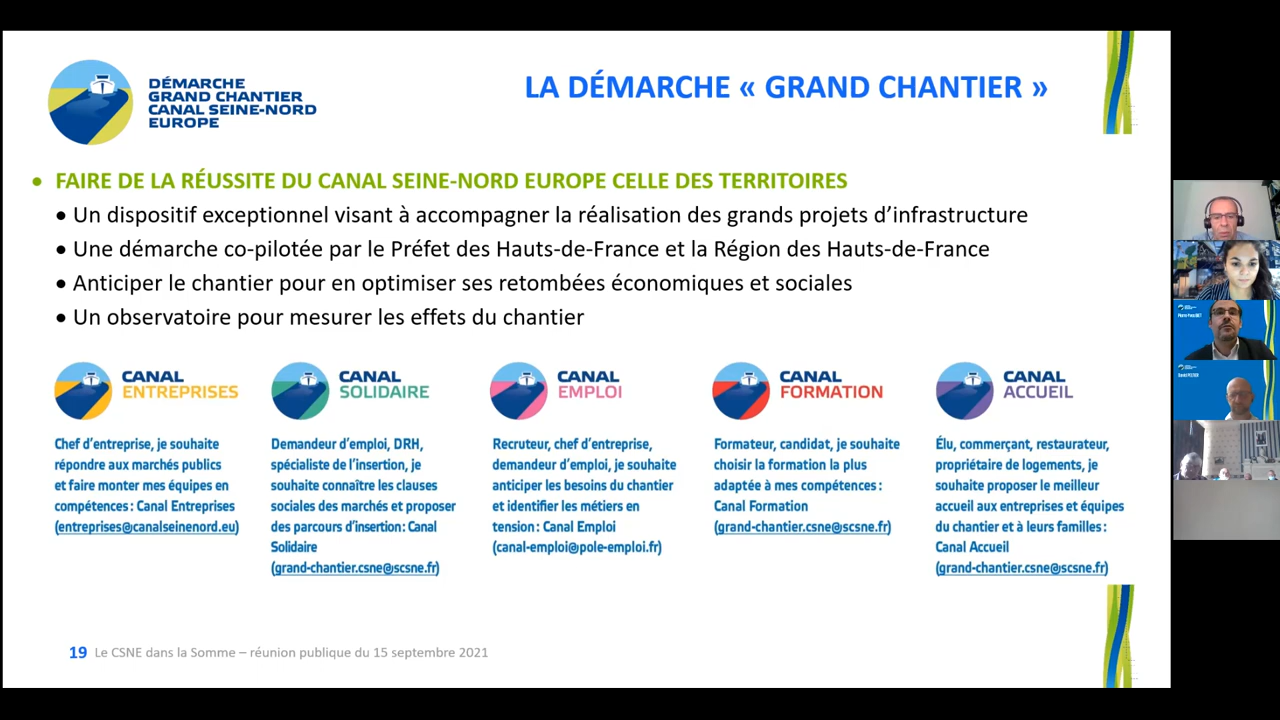 DÉMARCHE
GRAND CHANTIER
CANAL SEINE-NORD
EUROPE
LA DÉMARCHE « GRAND CHANTIER »
• FAIRE DE LA RÉUSSITE DU CANAL SEINE-NORD EUROPE CELLE DES TERRITOIRES
• Un dispositif exceptionnel visant à accompagner la réalisation des grands projets d’infrastructure
• Une démarche co-pilotée par le Préfet des Hauts-de-France et la Région des Hauts-de-France
• Anticiper le chantier pour en optimiser ses retombées économiques et sociales
• Un observatoire pour mesurer les effets du chantier
CANAL
ENTREPRISES
Chef d’entreprise, je souhaite
répondre aux marchés publics
et faire monter mes équipes en
compétences : Canal Entreprises
(entreprises@canalseinenord.eu)
CANAL
SOLIDAIRE
Demandeur d’emploi, DRH,
spécialiste de l’insertion, je
souhaite connaître les clauses
sociales des marchés et proposer
des parcours d’insertion : Canal
Solidaire
(grand-chantier.csne@scsne.fr)
CANAL
EMPLOI
Recruteur, chef d’entreprise,
demandeur d’emploi, je souhaite
anticiper les besoins du chantier
et identifier les métiers en
tension : Canal Emploi
(canal-emploi@pole-emploi.fr)
CANAL
FORMATION
Formateur, candidat, je souhaite
choisir la formation la plus
adaptée à mes compétences :
Canal Formation
(grand-chantier.csne@scsne.fr)
CANAL
ACCUEIL
Élu, commerçant, restaurateur,
propriétaire de logements, je
souhaite proposer le meilleur
accueil aux entreprises et équipes
du chantier et à leurs familles :
Canal Accueil
(grand-chantier.csne@scsne.fr)
19 Le CSNE dans la Somme – réunion publique du 15 septembre 2021